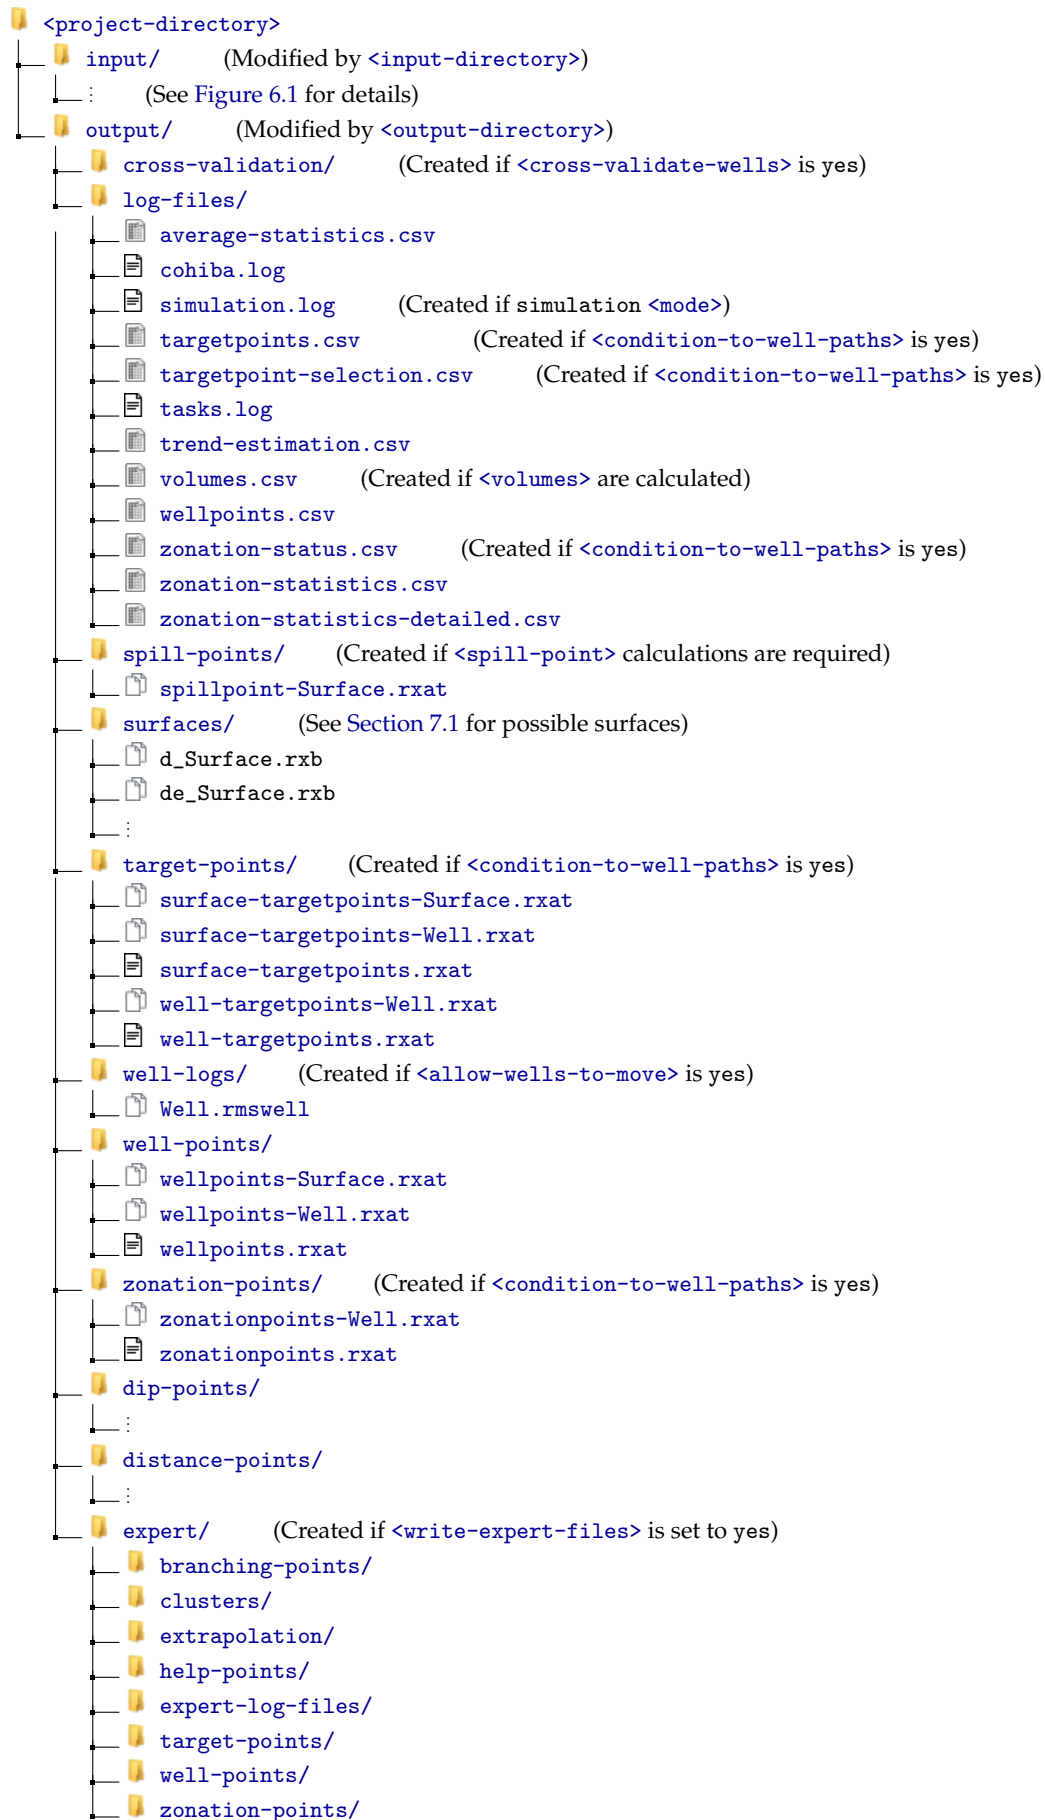 <project-directory>
input/ (Modified by <input-directory>)
⋮ (See Figure 6.1 for details)
output/ (Modified by <output-directory>)
cross-validation/ (Created if <cross-validate-wells> is yes)
log-files/
average-statistics.csv
cohiba.log
simulation.log (Created if simulation <mode>)
targetpoints.csv (Created if <condition-to-well-paths> is yes)
targetpoint-selection.csv (Created if <condition-to-well-paths> is yes)
tasks.log
trend-estimation.csv
volumes.csv (Created if <volumes> are calculated)
wellpoints.csv
zonation-status.csv (Created if <condition-to-well-paths> is yes)
zonation-statistics.csv
zonation-statistics-detailed.csv
spill-points/ (Created if <spill-point> calculations are required)
spillpoint-Surface.rxat
surfaces/ (See Section 7.1 for possible surfaces)
d_Surface.rxb
de_Surface.rxb
⋮
target-points/ (Created if <condition-to-well-paths> is yes)
surface-targetpoints-Surface.rxat
surface-targetpoints-Well.rxat
surface-targetpoints.rxat
well-targetpoints-Well.rxat
well-targetpoints.rxat
well-logs/ (Created if <allow-wells-to-move> is yes)
Well.rmswell
well-points/
wellpoints-Surface.rxat
wellpoints-Well.rxat
wellpoints.rxat
zonation-points/ (Created if <condition-to-well-paths> is yes)
zonationpoints-Well.rxat
zonationpoints.rxat
dip-points/
⋮
distance-points/
⋮
expert/ (Created if <write-expert-files> is set to yes)
branching-points/
clusters/
extrapolation/
help-points/
expert-log-files/
target-points/
well-points/
zonation-points/